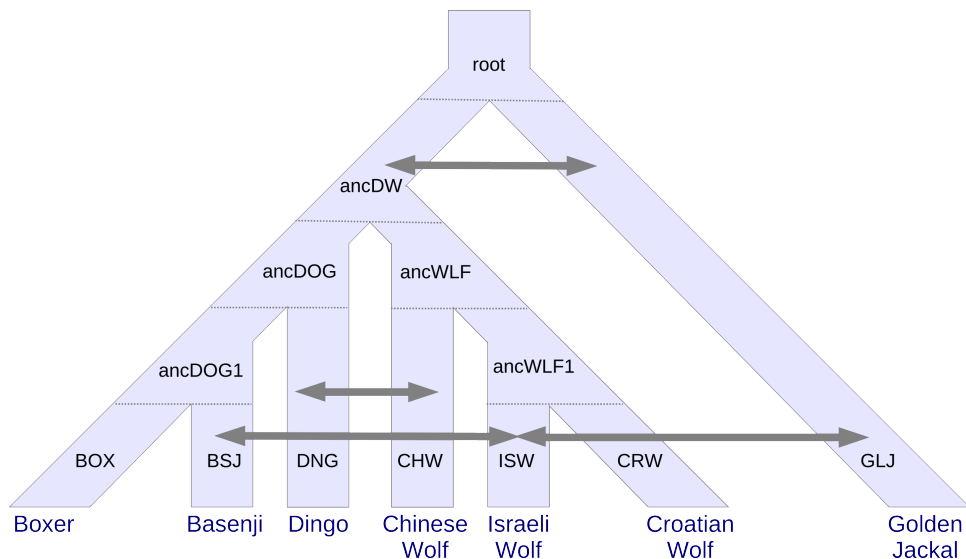 root
ancDW
ancDOG ancWLF
ancDOG1 ancWLF1
BOX BSJ DNG CHW ISW CRW GLJ
Boxer Basenji Dingo Chinese Israeli Croatian Golden
Wolf Wolf Wolf Jackal